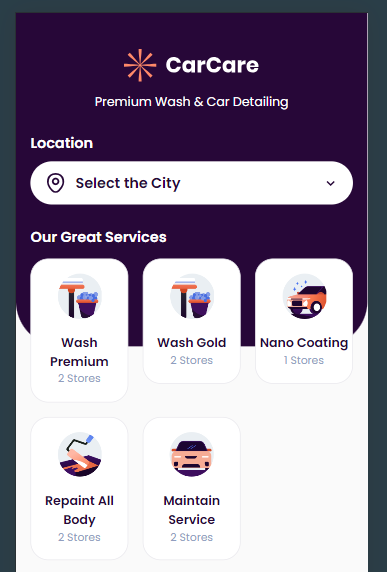 CarCare
Premium Wash & Car Detailing
Location
Select the City
Our Great Services
Wash
Premium
2 Stores
Wash Gold
2 Stores
Nano Coating
1 Stores
Repaint All
Body
2 Stores
Maintain
Service
2 Stores